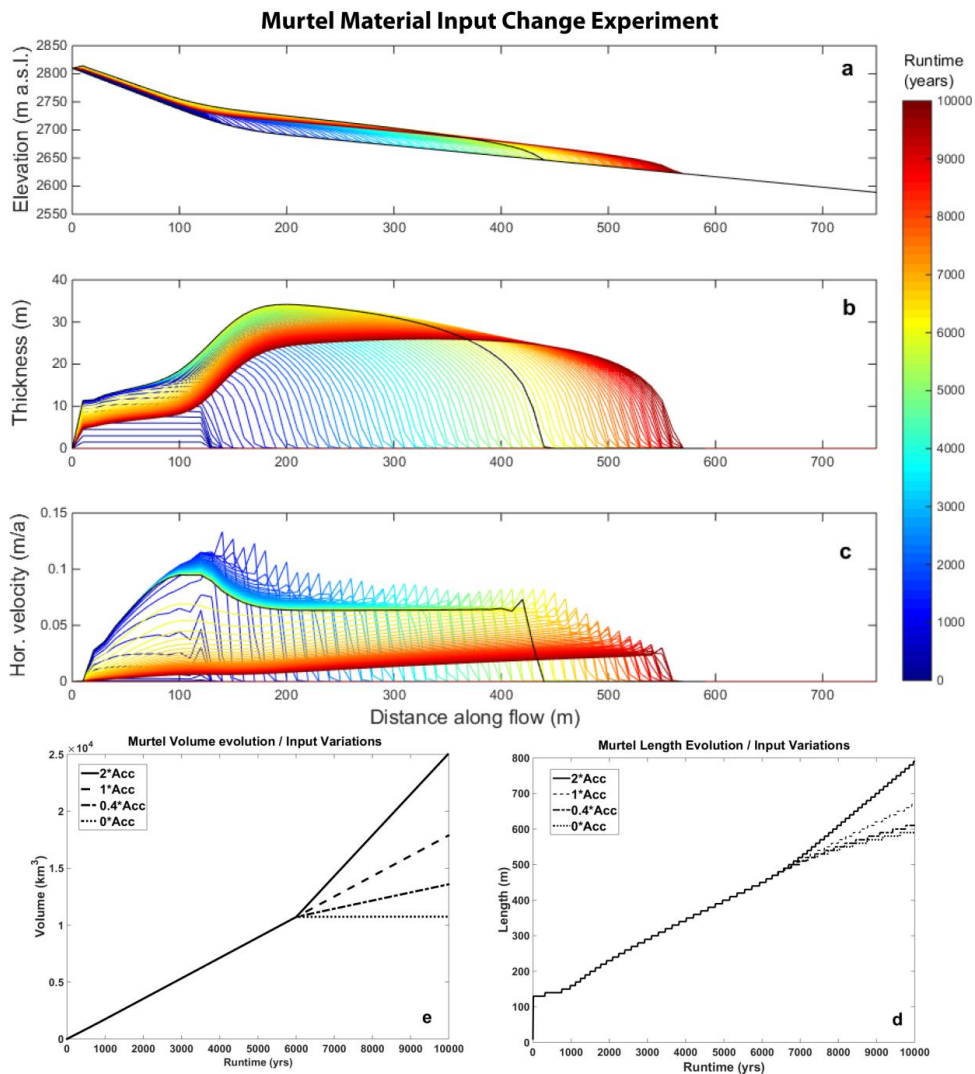 Murtel Material Input Change Experiment
a
Elevation (m a.s.l.)
2850
2800
2750
2700
2650
2600
2550
0 100 200 300 400 500 600 700
b
Thickness (m)
40
30
20
10
0
0 100 200 300 400 500 600 700
c
Hor. velocity (m/a)
0.15
0.1
0.05
0
0 100 200 300 400 500 600 700
Distance along flow (m)
Runtime
(years)
10000
9000
8000
7000
6000
5000
4000
3000
2000
1000
0
Murtel Volume evolution / Input Variations
×10⁴
2.5
2
1.5
1
0.5
0
Volume (km³)
2*Acc
1*Acc
0.4*Acc
0*Acc
e
0 1000 2000 3000 4000 5000 6000 7000 8000 9000 10000
Runtime (yrs)
Murtel Length Evolution / Input Variations
800
700
600
500
400
300
200
100
0
Length (m)
2*Acc
1*Acc
0.4*Acc
0*Acc
d
0 1000 2000 3000 4000 5000 6000 7000 8000 9000 10000
Runtime (yrs)